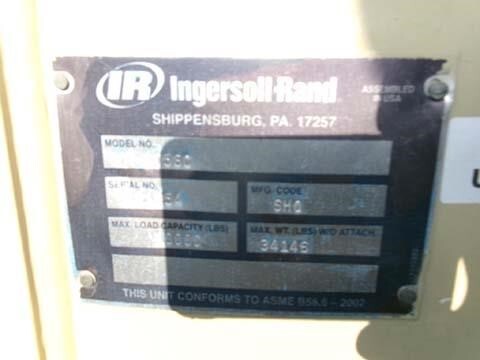 IR Ingersoll-Rand ASSEMBLED IN USA
SHIPPENSBURG, PA. 17257
MODEL NO.
SERIAL NO. MFG. CODE
SHO
MAX. LOAD CAPACITY (LBS) MAX. WT. (LBS) W/O ATTACH.
34146
THIS UNIT CONFORMS TO ASME B56.6 - 2002